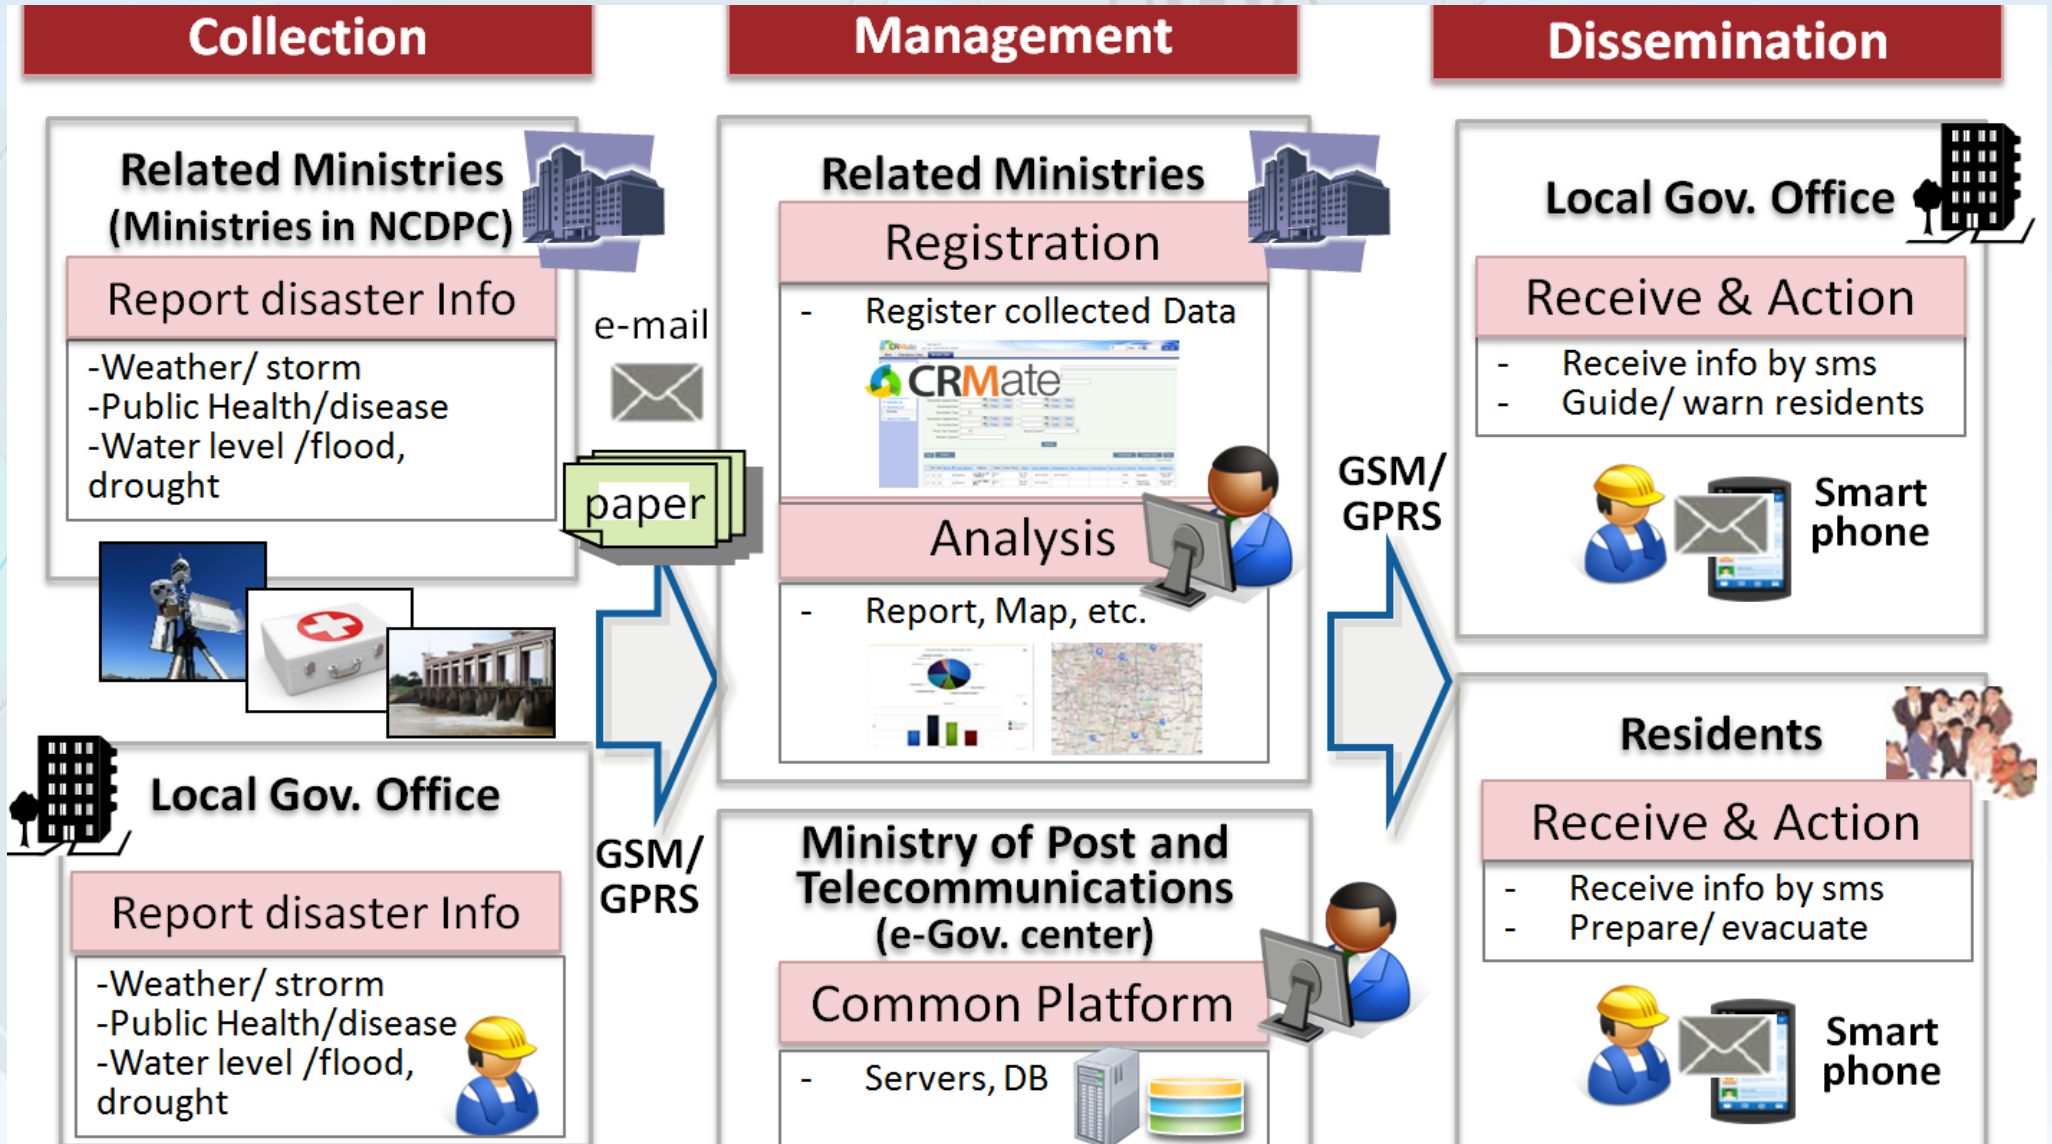 Collection
Management
Dissemination
Related Ministries
(Ministries in NCDPC)
Report disaster Info
-Weather/ storm
-Public Health/disease
-Water level /flood,
drought
Local Gov. Office
Report disaster Info
-Weather/ strorm
-Public Health/disease
-Water level /flood,
drought
e-mail
paper
GSM/
GPRS
Related Ministries
Registration
- Register collected Data
CRMate
Analysis
- Report, Map, etc.
Ministry of Post and
Telecommunications
(e-Gov. center)
Common Platform
- Servers, DB
GSM/
GPRS
Local Gov. Office
Receive & Action
- Receive info by sms
- Guide/ warn residents
Smart
phone
Residents
Receive & Action
- Receive info by sms
- Prepare/ evacuate
Smart
phone